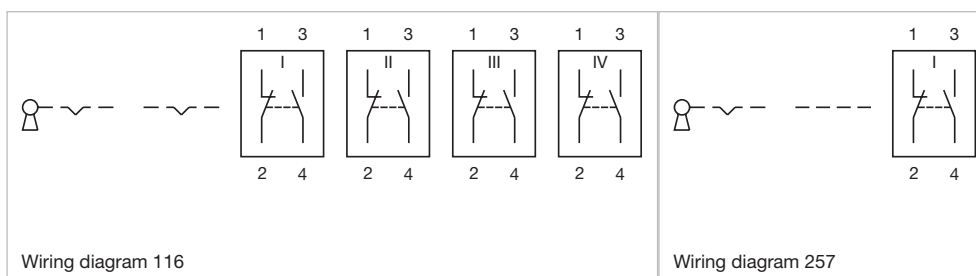 1 3 1 3 1 3 1 3 1 3
I II III IV I
2 4 2 4 2 4 2 4 2 4
Wiring diagram 116
Wiring diagram 257